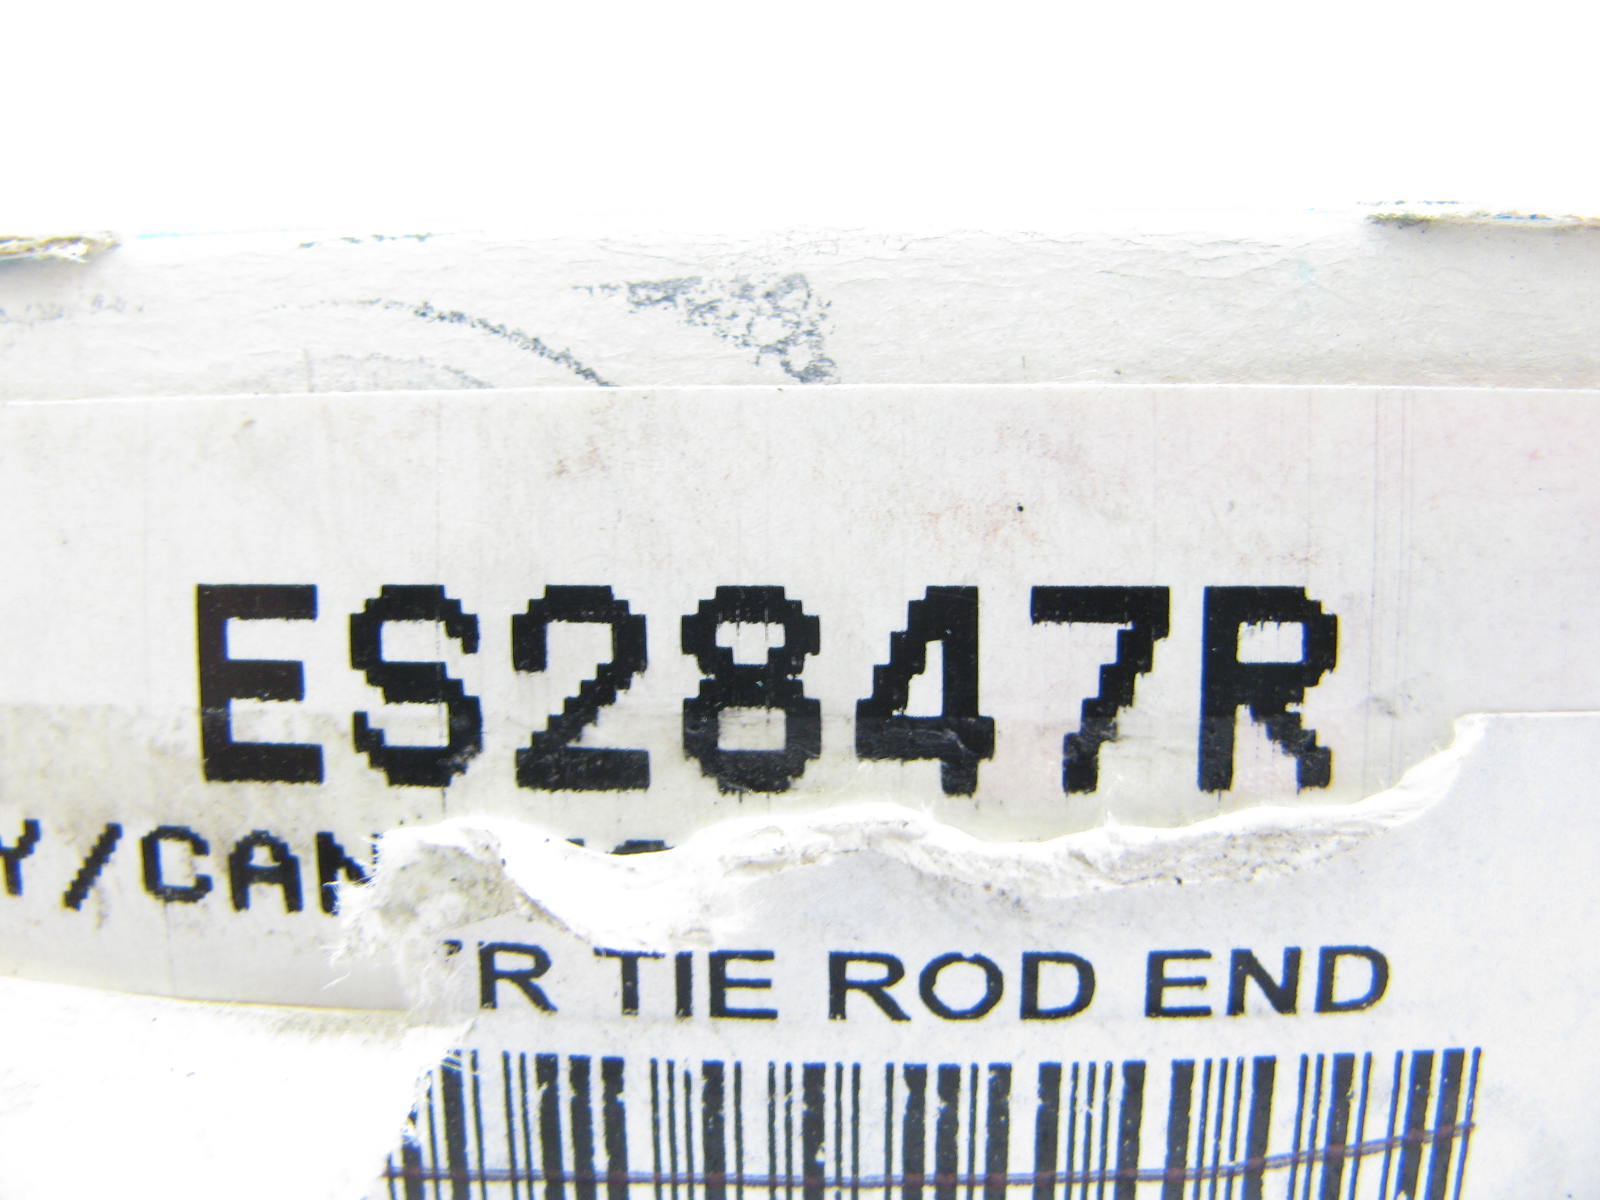 ES2847R
Y/CAN
R TIE ROD END